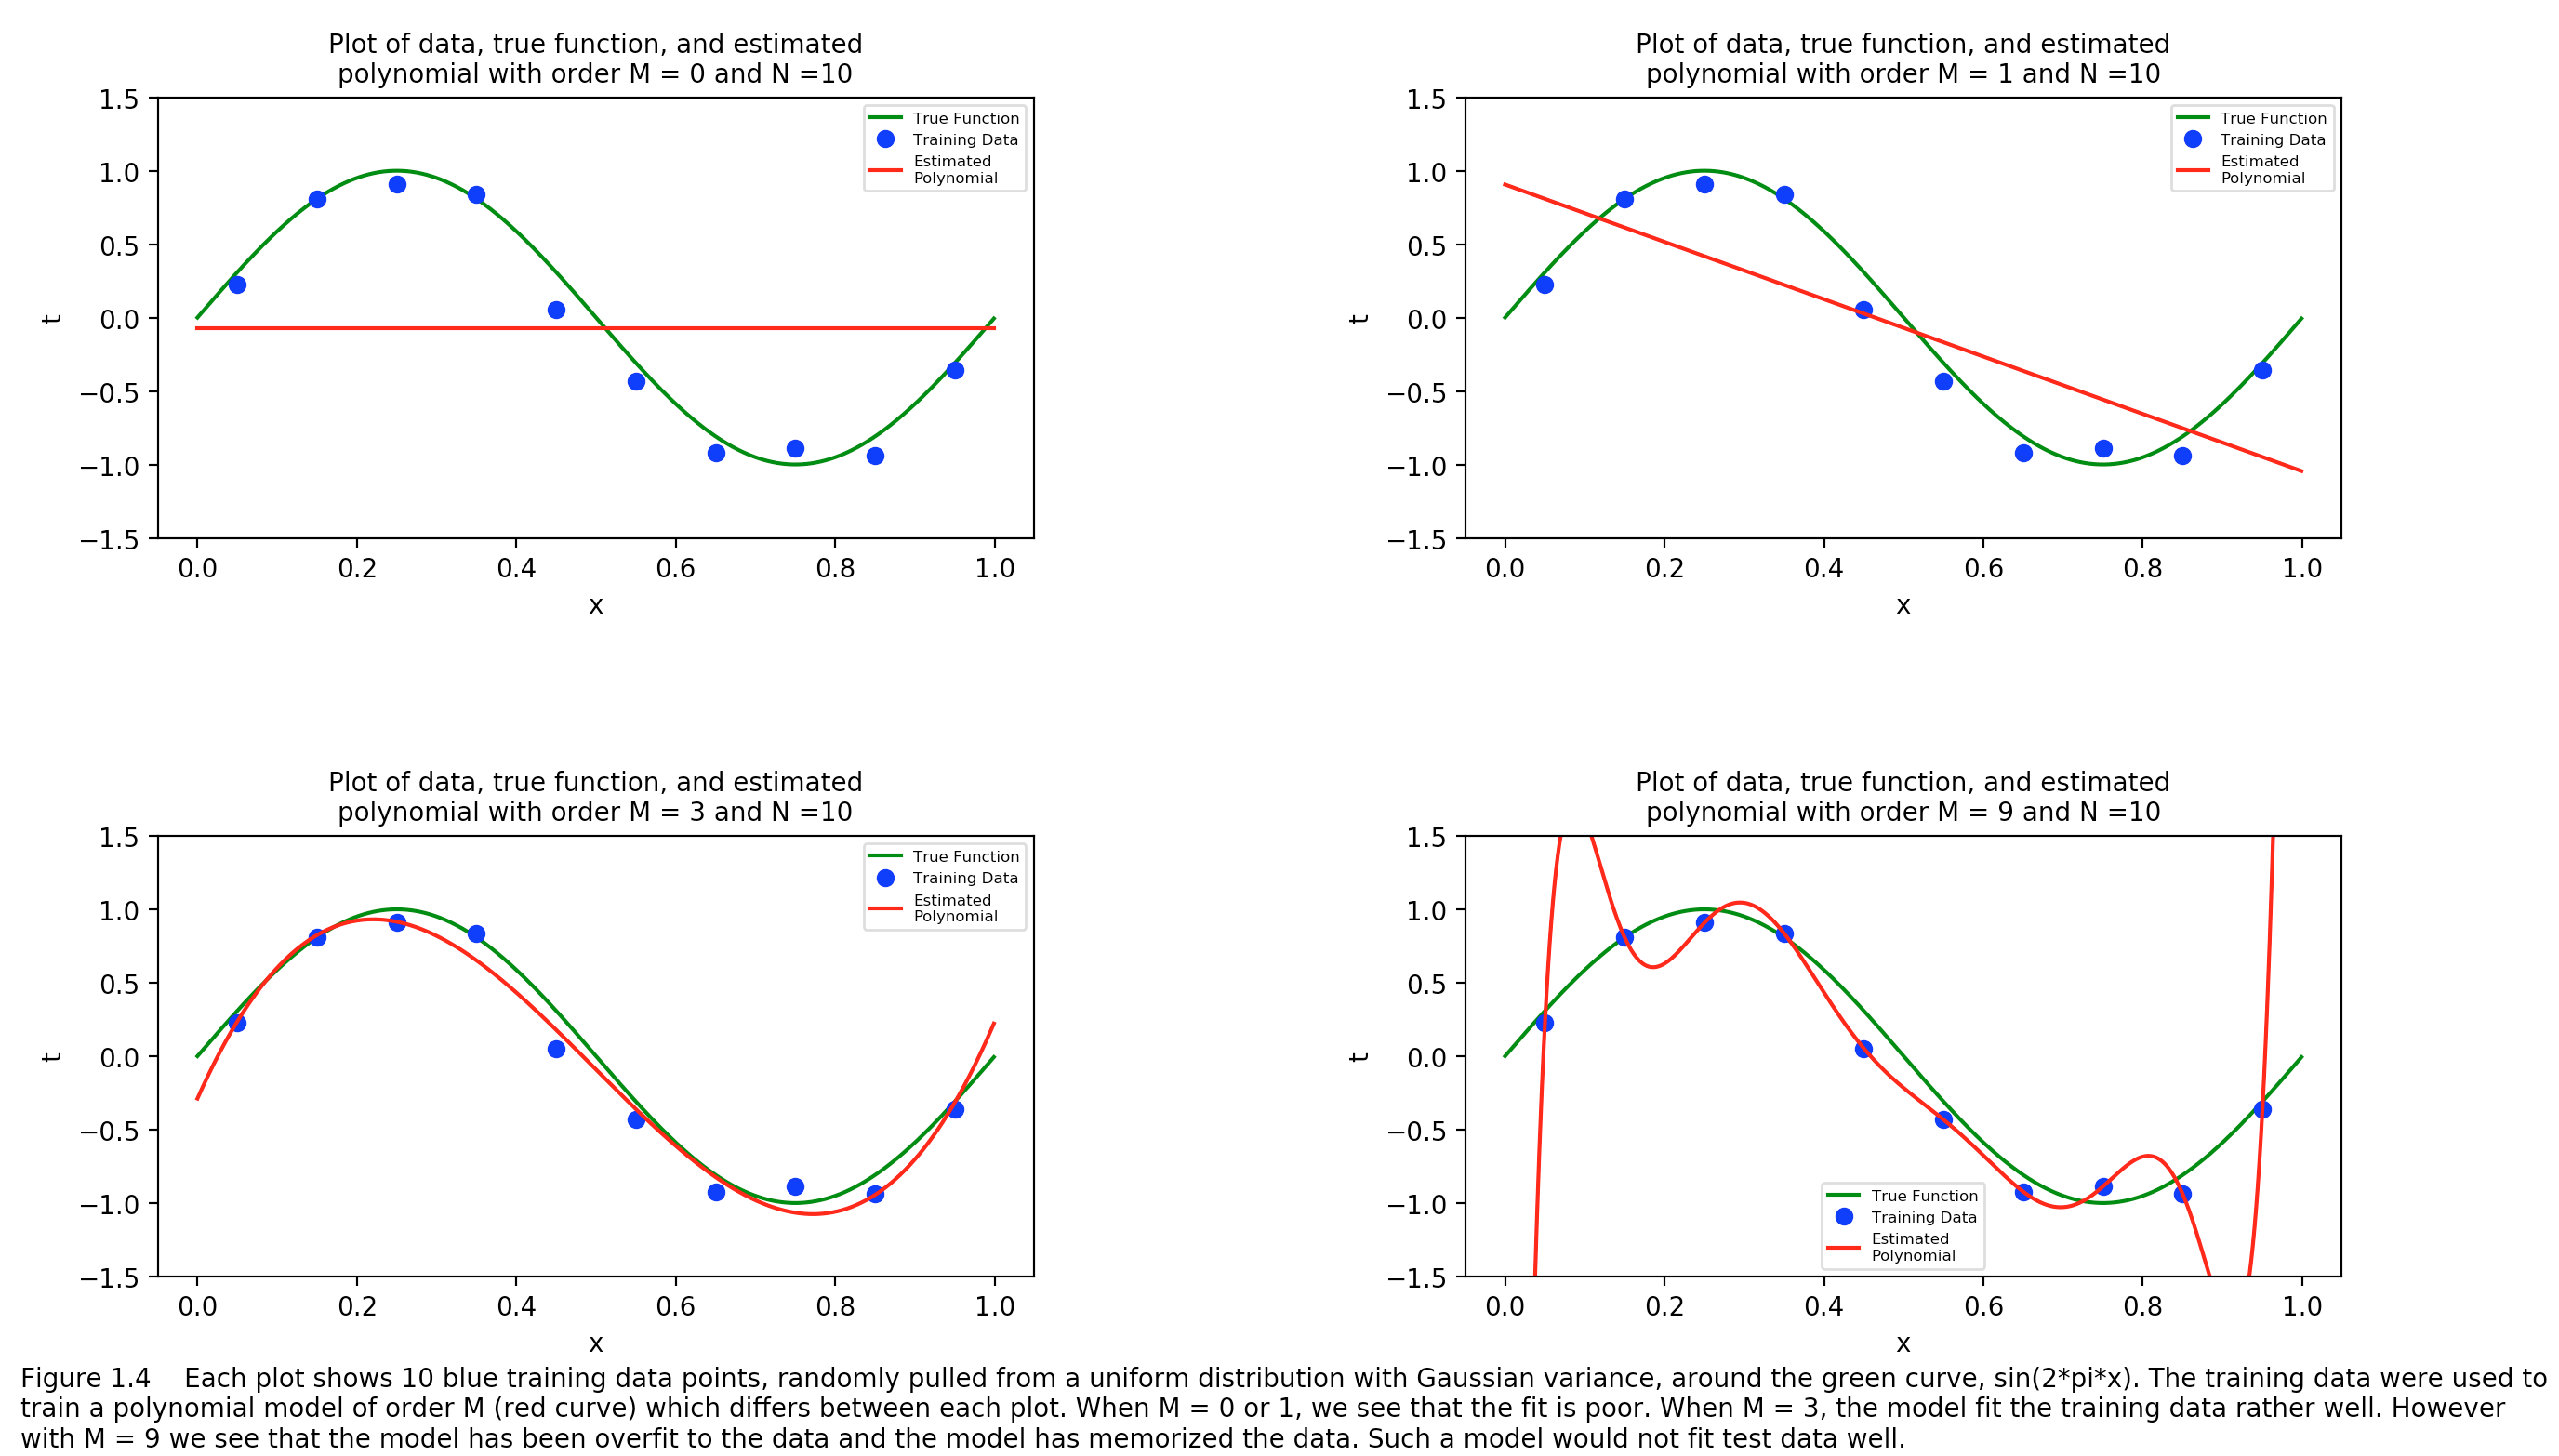 Plot of data, true function, and estimated
polynomial with order M = 0 and N =10
1.5
1.0
0.5
0.0
−0.5
−1.0
−1.5
t
True Function
Training Data
Estimated
Polynomial
0.0 0.2 0.4 0.6 0.8 1.0
x
Plot of data, true function, and estimated
polynomial with order M = 1 and N =10
1.5
1.0
0.5
0.0
−0.5
−1.0
−1.5
t
True Function
Training Data
Estimated
Polynomial
0.0 0.2 0.4 0.6 0.8 1.0
x
Plot of data, true function, and estimated
polynomial with order M = 3 and N =10
1.5
1.0
0.5
0.0
−0.5
−1.0
−1.5
t
True Function
Training Data
Estimated
Polynomial
0.0 0.2 0.4 0.6 0.8 1.0
x
Plot of data, true function, and estimated
polynomial with order M = 9 and N =10
1.5
1.0
0.5
0.0
−0.5
−1.0
−1.5
t
True Function
Training Data
Estimated
Polynomial
0.0 0.2 0.4 0.6 0.8 1.0
x
Figure 1.4 Each plot shows 10 blue training data points, randomly pulled from a uniform distribution with Gaussian variance, around the green curve, sin(2*pi*x). The training data were used to
train a polynomial model of order M (red curve) which differs between each plot. When M = 0 or 1, we see that the fit is poor. When M = 3, the model fit the training data rather well. However
with M = 9 we see that the model has been overfit to the data and the model has memorized the data. Such a model would not fit test data well.